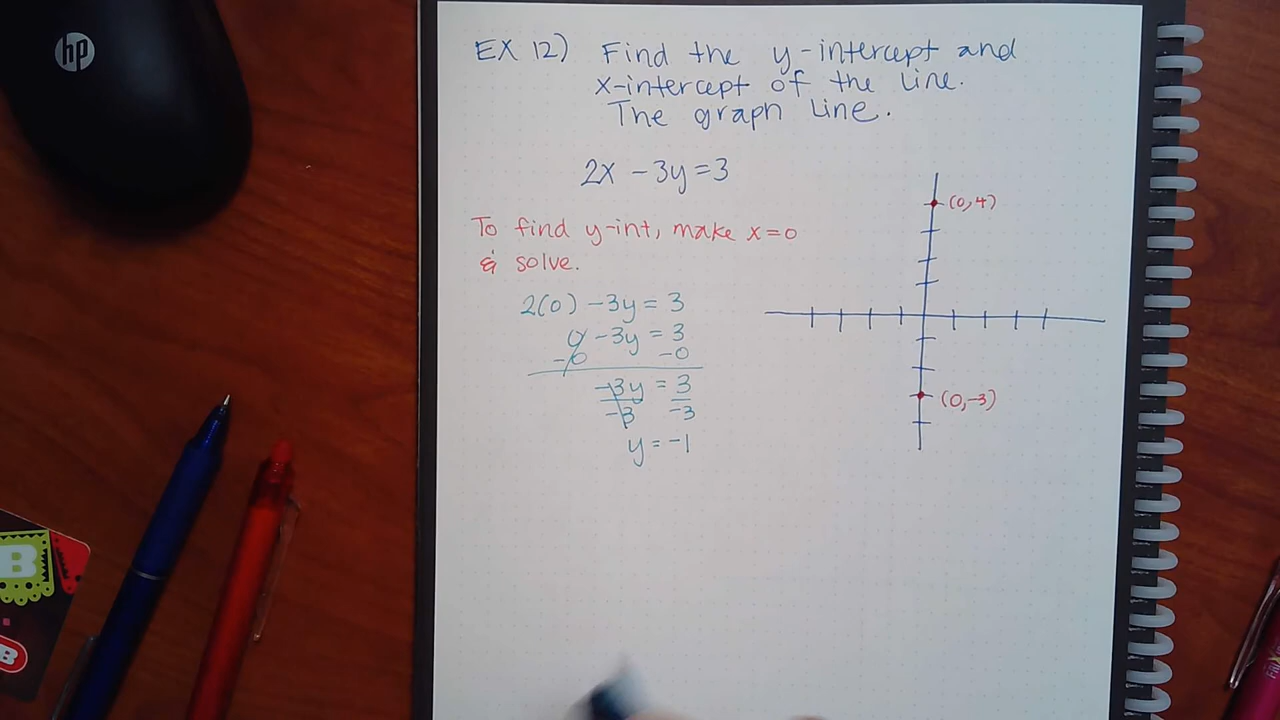 hp
EX 12) Find the y-intercept and
x-intercept of the line.
The graph line.
2x - 3y = 3
To find y-int, make x=0
& solve.
2(0) - 3y = 3
0 - 3y = 3
-0 -0
-3y = 3
-3 -3
y = -1
(0,4)
(0,-3)
B
B